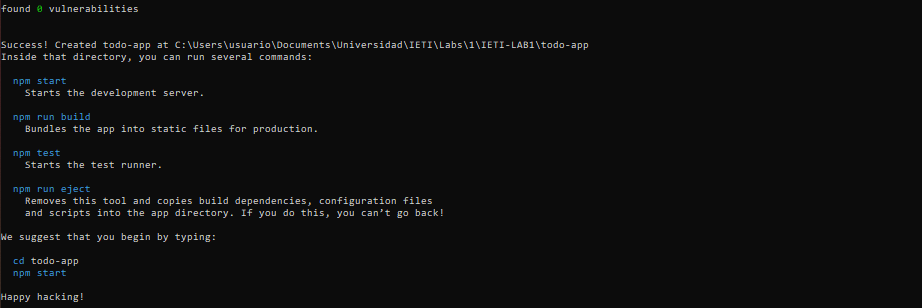 found 0 vulnerabilities
Success! Created todo-app at C:\Users\usuario\Documents\Universidad\IETI\Labs\1\IETI-LAB1\todo-app
Inside that directory, you can run several commands:
npm start
Starts the development server.
npm run build
Bundles the app into static files for production.
npm test
Starts the test runner.
npm run eject
Removes this tool and copies build dependencies, configuration files
and scripts into the app directory. If you do this, you can’t go back!
We suggest that you begin by typing:
cd todo-app
npm start
Happy hacking!